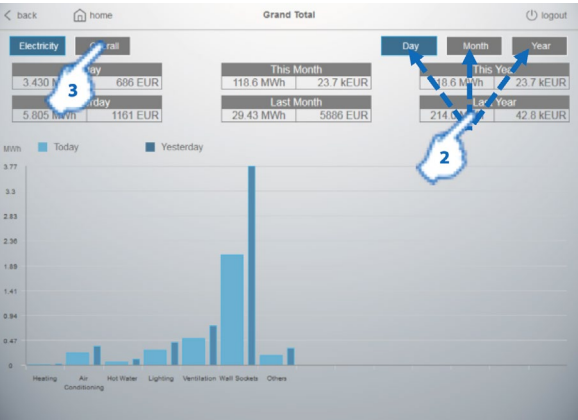 back home Grand Total logout
Electricity Day Month Year
This Month
3.430 686 EUR 118.6 MWh 23.7 kEUR 23.7 kEUR
Last Month Last Year
5.805 MWh 1161 EUR 29.43 MWh 5886 EUR 42.8 kEUR
3
2
MWh Today Yesterday
3.77
3.3
2.83
2.36
1.89
1.41
0.94
0.47
0
Heating Air Conditioning Hot Water Lighting Ventilation Wall Sockets Others